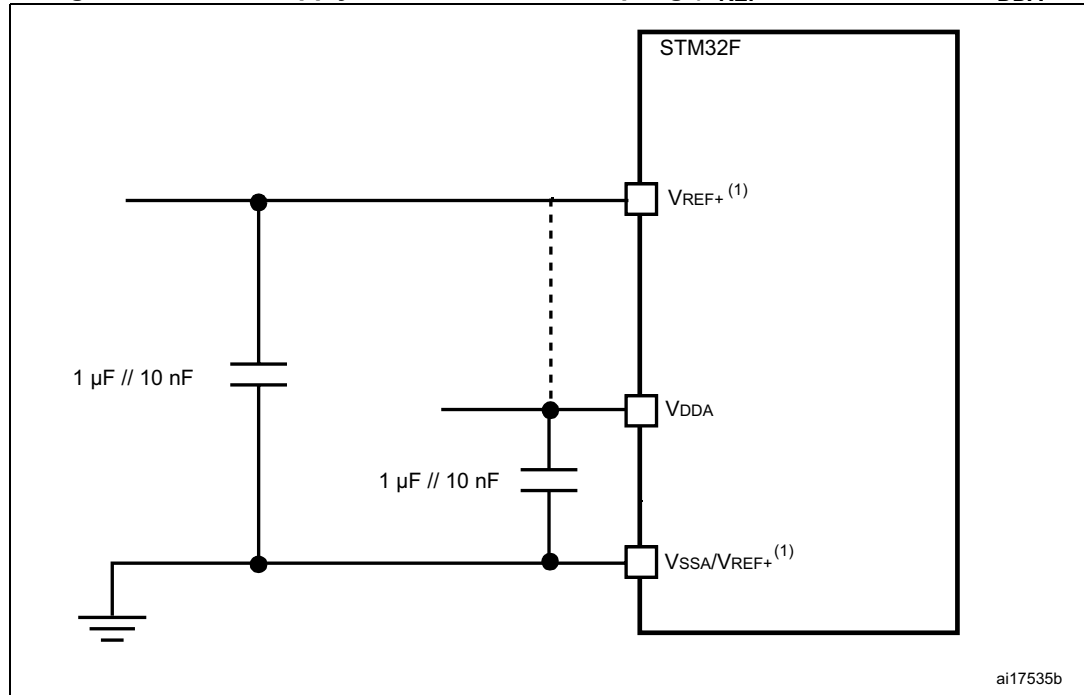 STM32F
VREF+ (1)
1 µF // 10 nF
VDDA
1 µF // 10 nF
VSSA/VREF+ (1)
ai17535b